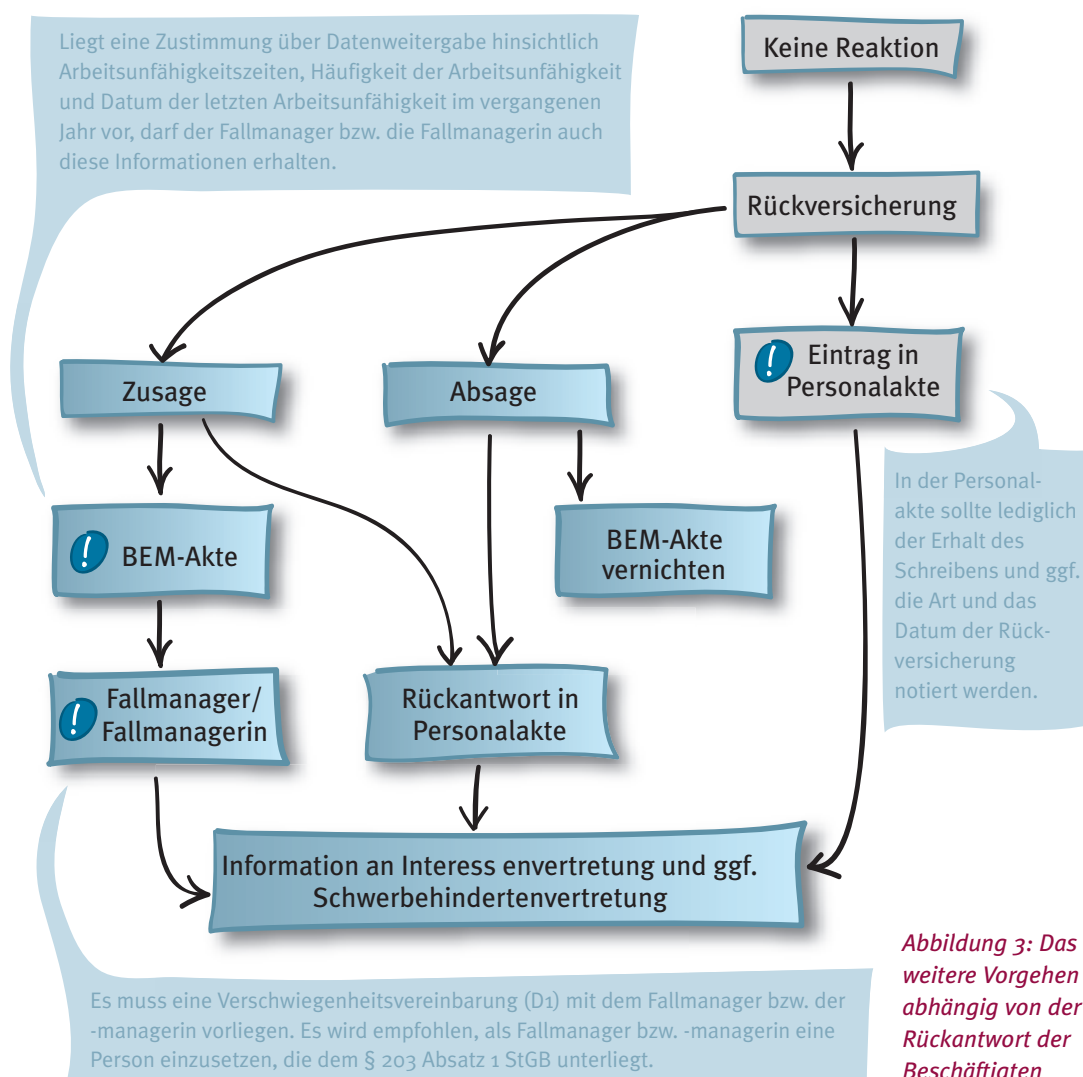 Liegt eine Zustimmung über Datenweitergabe hinsichtlich
Arbeitsunfähigkeitszeiten, Häufigkeit der Arbeitsunfähigkeit
und Datum der letzten Arbeitsunfähigkeit im vergangenen
Jahr vor, darf der Fallmanager bzw. die Fallmanagerin auch
diese Informationen erhalten.
Keine Reaktion
Rückversicherung
Zusage
Absage
! Eintrag in
Personalakte
In der Personal-
akte sollte lediglich
der Erhalt des
Schreibens und ggf.
die Art und das
Datum der Rück-
versicherung
notiert werden.
! BEM-Akte
BEM-Akte
vernichten
! Fallmanager/
Fallmanagerin
Rückantwort in
Personalakte
Information an Interess envertretung und ggf.
Schwerbehindertenvertretung
Es muss eine Verschwiegenheitsvereinbarung (D1) mit dem Fallmanager bzw. der
-managerin vorliegen. Es wird empfohlen, als Fallmanager bzw. -managerin eine
Person einzusetzen, die dem § 203 Absatz 1 StGB unterliegt.
Abbildung 3: Das
weitere Vorgehen
abhängig von der
Rückantwort der
Beschäftigten